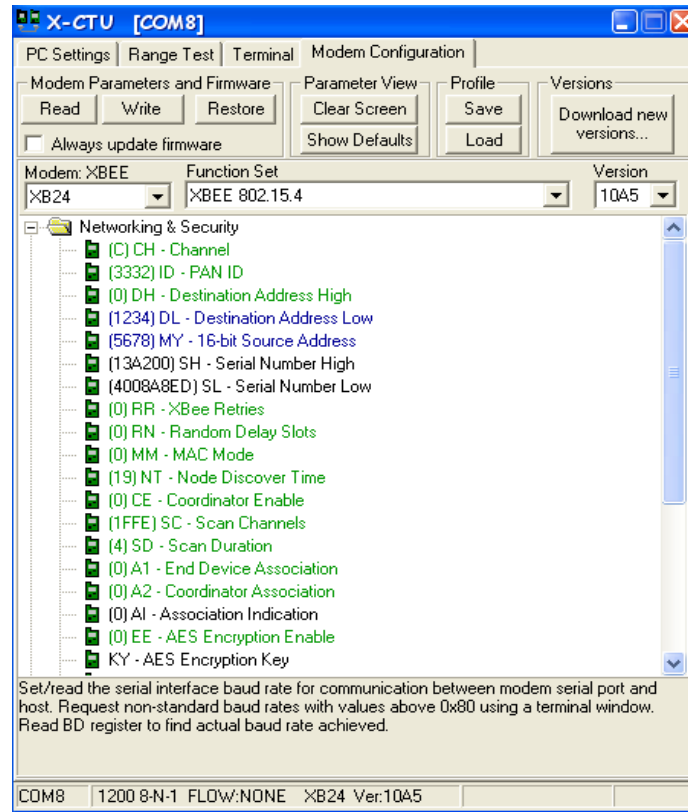 X-CTU [COM8]
PC Settings Range Test Terminal Modem Configuration
Modem Parameters and Firmware Parameter View Profile Versions
Read Write Restore Clear Screen Save Download new versions...
Always update firmware Show Defaults Load
Modem: XBEE Function Set Version
XB24 XBEE 802.15.4 10A5
Networking & Security
(C) CH - Channel
(3332) ID - PAN ID
(0) DH - Destination Address High
(1234) DL - Destination Address Low
(5678) MY - 16-bit Source Address
(13A200) SH - Serial Number High
(4008A8ED) SL - Serial Number Low
(0) RR - XBee Retries
(0) RN - Random Delay Slots
(0) MM - MAC Mode
(19) NT - Node Discover Time
(0) CE - Coordinator Enable
(1FFE) SC - Scan Channels
(4) SD - Scan Duration
(0) A1 - End Device Association
(0) A2 - Coordinator Association
(0) AI - Association Indication
(0) EE - AES Encryption Enable
KY - AES Encryption Key
Set/read the serial interface baud rate for communication between modem serial port and
host. Request non-standard baud rates with values above 0x80 using a terminal window.
Read BD register to find actual baud rate achieved.
COM8 1200 8-N-1 FLOW:NONE XB24 Ver:10A5